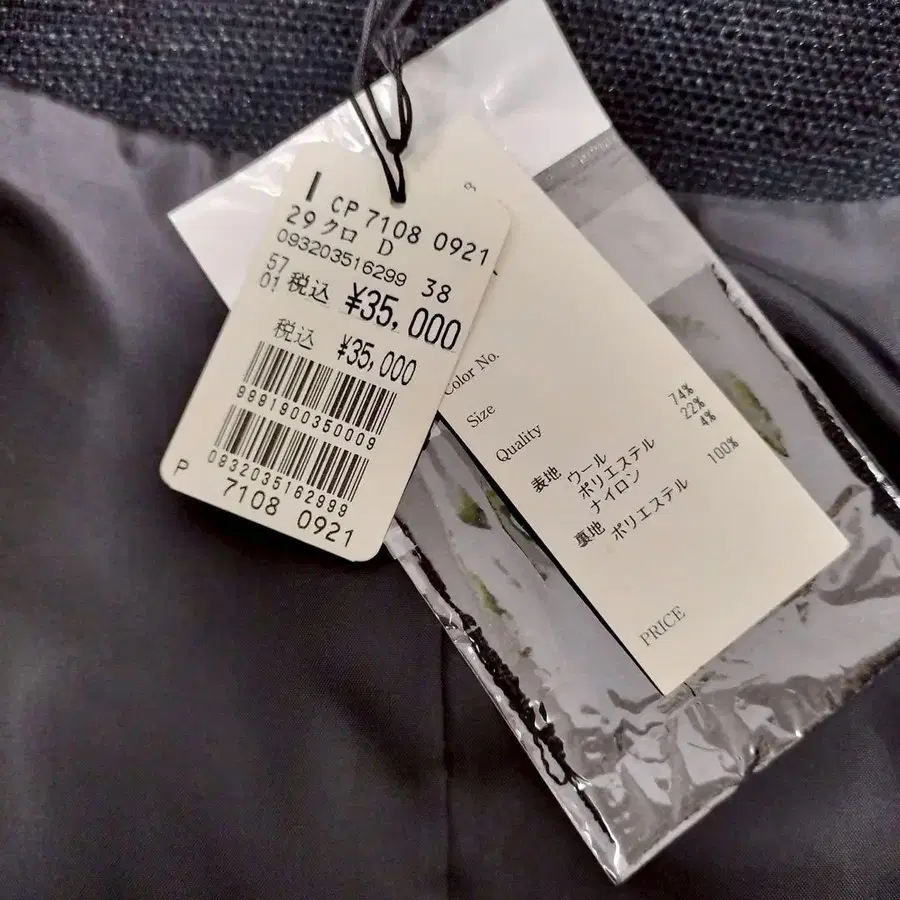 CP 7108 0921
29 クロ D
093203516299 38
57
01 税込 ¥35,000
税込 ¥35,000
9991900350009
0932035162999
P
7108 0921
Color No.
Size
Quality
表地 ウール 74%
ポリエステル 22%
ナイロン 4%
裏地 ポリエステル 100%
PRICE